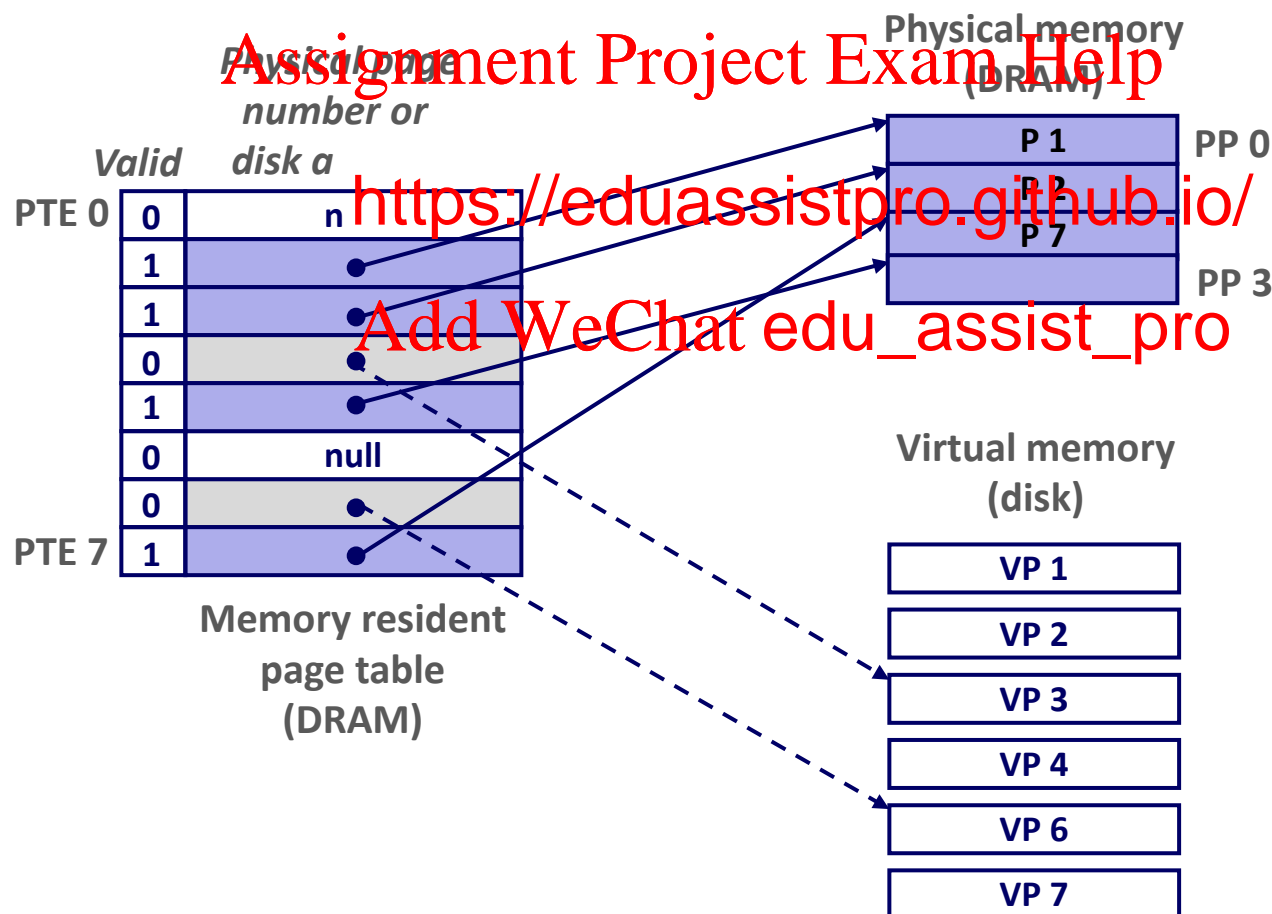 Assignment Project Exam Help
Physical memory
(DRAM)
Physical page
number or
disk a
Valid
https://eduassistpro.github.io/
Add WeChat edu_assist_pro
PTE 0
0
n
1
1
0
1
0
null
0
PTE 7
1
Memory resident
page table
(DRAM)
P 1
PP 0
P 2
P 7
PP 3
Virtual memory
(disk)
VP 1
VP 2
VP 3
VP 4
VP 6
VP 7